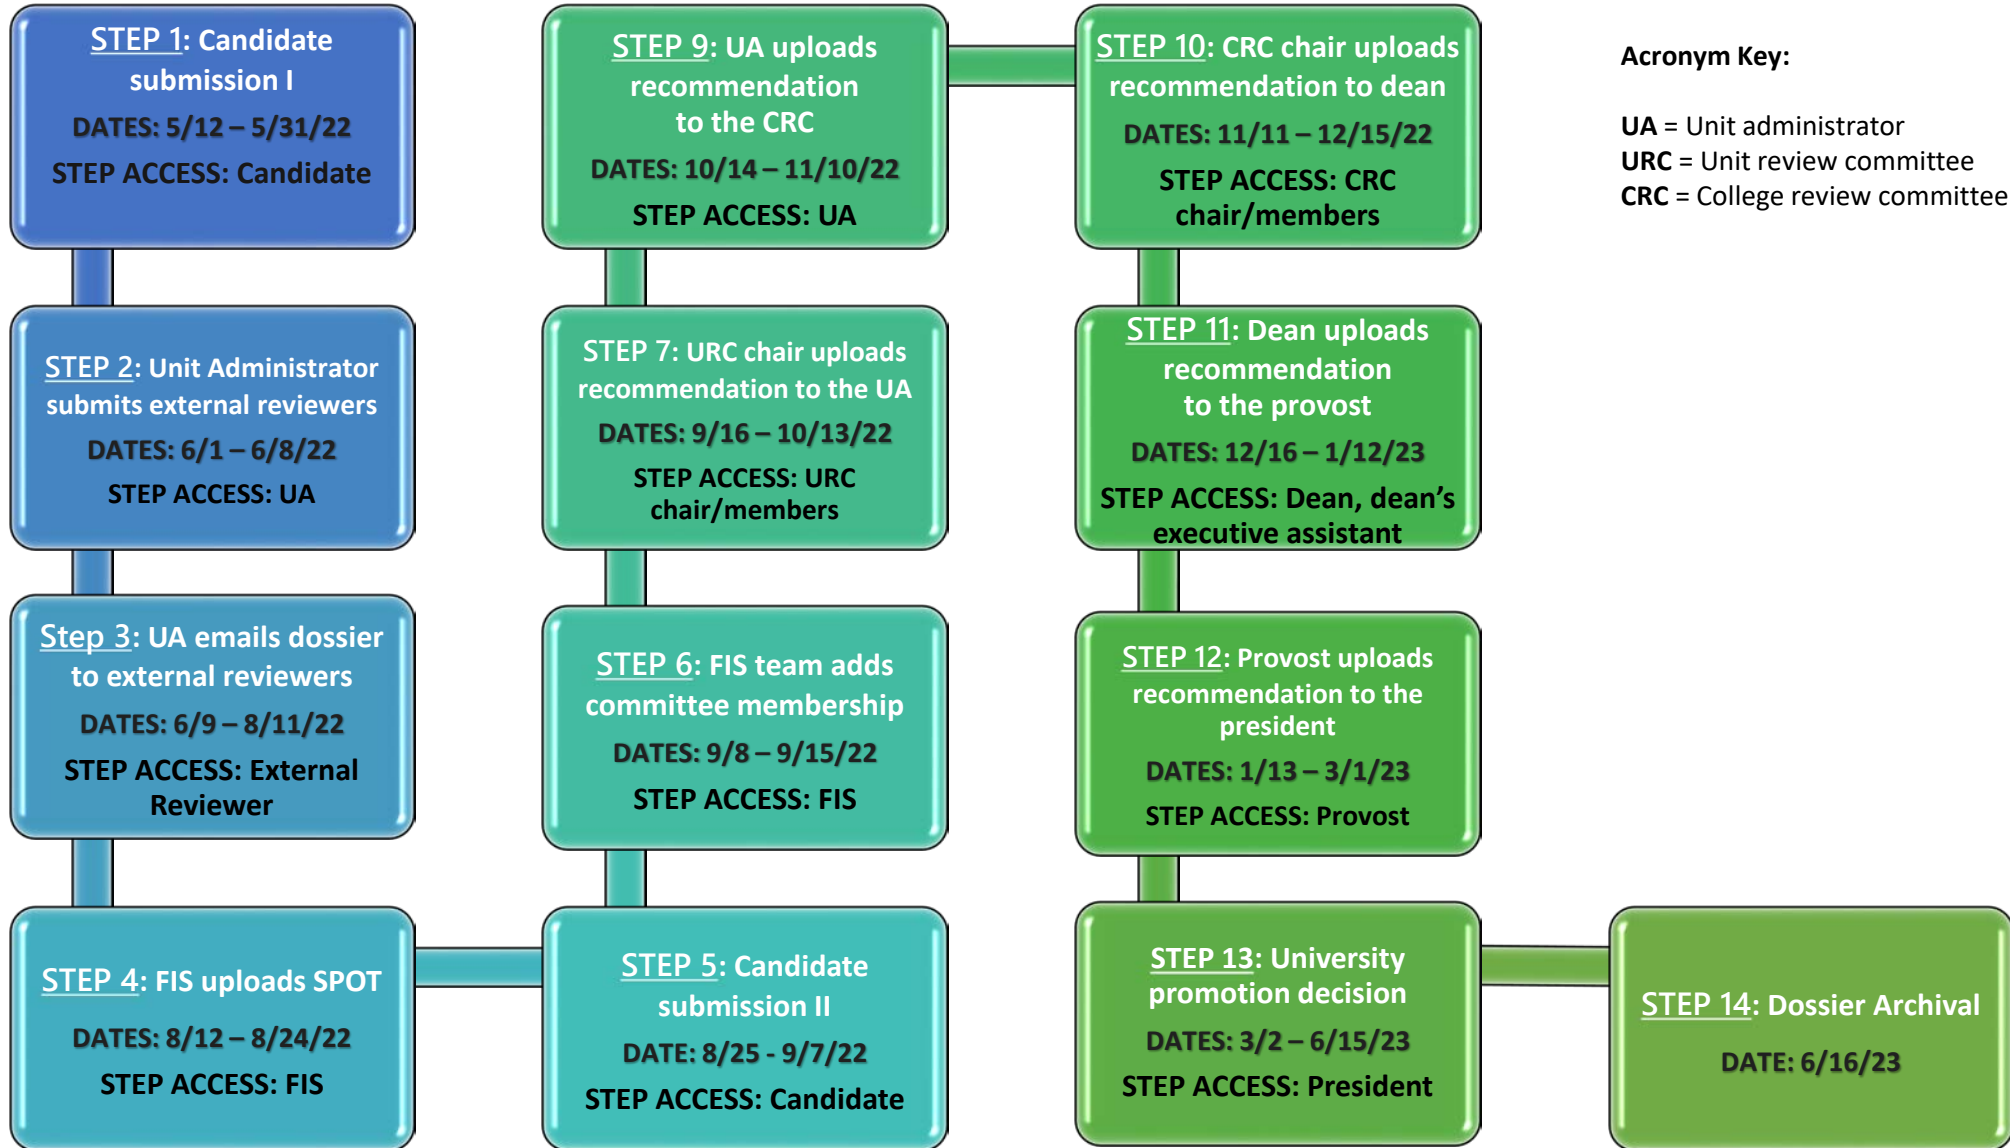 STEP 1: Candidate
submission I
DATES: 5/12 – 5/31/22
STEP ACCESS: Candidate
STEP 2: Unit Administrator
submits external reviewers
DATES: 6/1 – 6/8/22
STEP ACCESS: UA
Step 3: UA emails dossier
to external reviewers
DATES: 6/9 – 8/11/22
STEP ACCESS: External
Reviewer
STEP 4: FIS uploads SPOT
DATES: 8/12 – 8/24/22
STEP ACCESS: FIS
STEP 5: Candidate
submission II
DATE: 8/25 - 9/7/22
STEP ACCESS: Candidate
STEP 6: FIS team adds
committee membership
DATES: 9/8 – 9/15/22
STEP ACCESS: FIS
STEP 7: URC chair uploads
recommendation to the UA
DATES: 9/16 – 10/13/22
STEP ACCESS: URC
chair/members
STEP 9: UA uploads
recommendation
to the CRC
DATES: 10/14 – 11/10/22
STEP ACCESS: UA
STEP 10: CRC chair uploads
recommendation to dean
DATES: 11/11 – 12/15/22
STEP ACCESS: CRC
chair/members
STEP 11: Dean uploads
recommendation
to the provost
DATES: 12/16 – 1/12/23
STEP ACCESS: Dean, dean’s
executive assistant
STEP 12: Provost uploads
recommendation to the
president
DATES: 1/13 – 3/1/23
STEP ACCESS: Provost
STEP 13: University
promotion decision
DATES: 3/2 – 6/15/23
STEP ACCESS: President
STEP 14: Dossier Archival
DATE: 6/16/23
Acronym Key:
UA = Unit administrator
URC = Unit review committee
CRC = College review committee